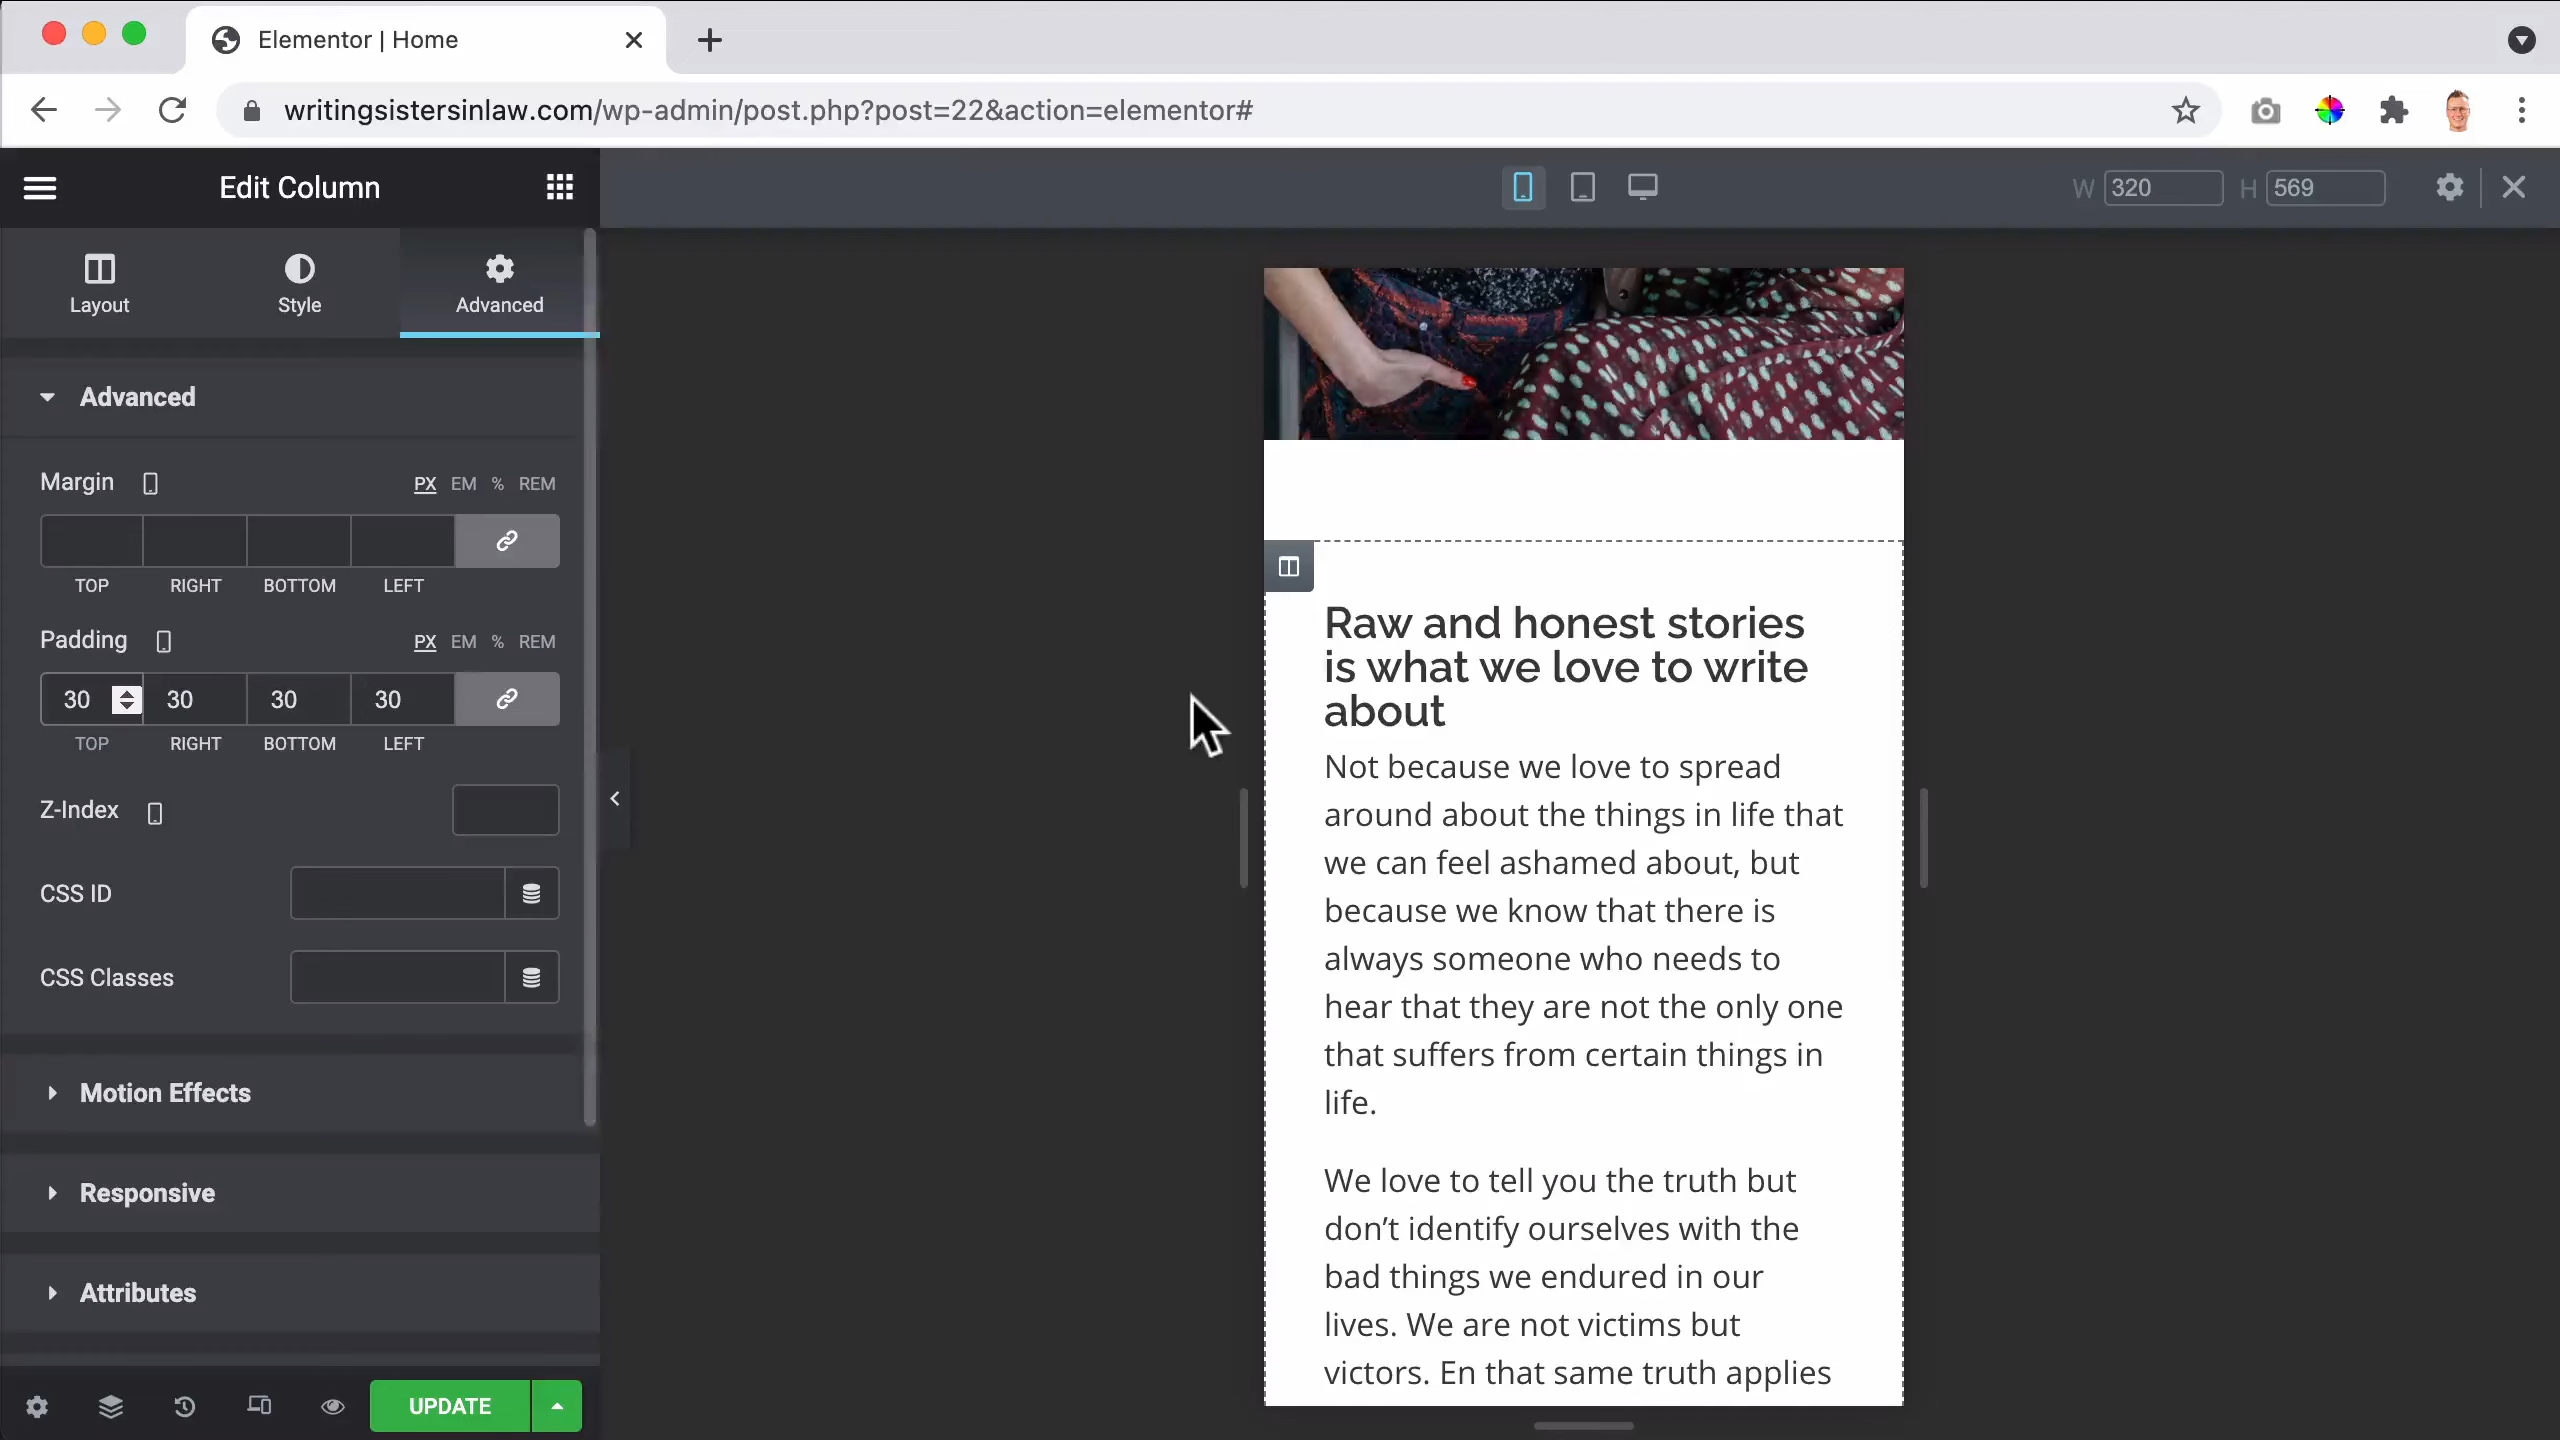 Elementor | Home
writingsistersinlaw.com/wp-admin/post.php?post=22&action=elementor#
Edit Column
W 320 H 569
Layout
Style
Advanced
Advanced
Margin PX EM % REM
TOP RIGHT BOTTOM LEFT
Padding PX EM % REM
30 30 30 30
TOP RIGHT BOTTOM LEFT
Z-Index
CSS ID
CSS Classes
Motion Effects
Responsive
Attributes
UPDATE
Raw and honest stories
is what we love to write
about
Not because we love to spread
around about the things in life that
we can feel ashamed about, but
because we know that there is
always someone who needs to
hear that they are not the only one
that suffers from certain things in
life.
We love to tell you the truth but
don’t identify ourselves with the
bad things we endured in our
lives. We are not victims but
victors. En that same truth applies